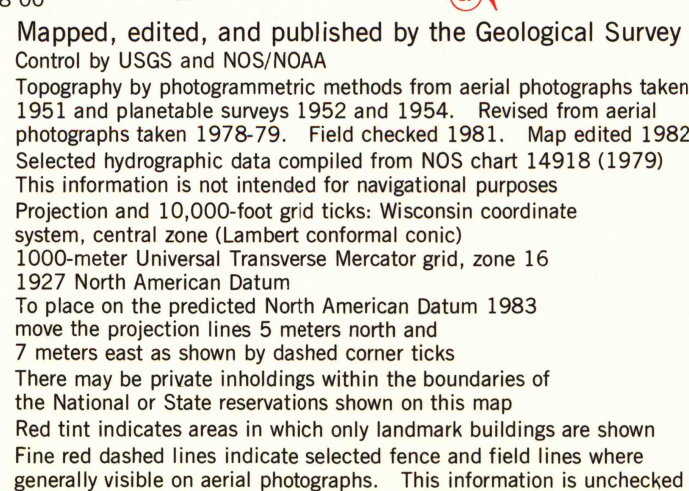 8 00
Mapped, edited, and published by the Geological Survey
Control by USGS and NOS/NOAA
Topography by photogrammetric methods from aerial photographs taken
1951 and planetable surveys 1952 and 1954. Revised from aerial
photographs taken 1978-79. Field checked 1981. Map edited 1982
Selected hydrographic data compiled from NOS chart 14918 (1979)
This information is not intended for navigational purposes
Projection and 10,000-foot grid ticks: Wisconsin coordinate
system, central zone (Lambert conformal conic)
1000-meter Universal Transverse Mercator grid, zone 16
1927 North American Datum
To place on the predicted North American Datum 1983
move the projection lines 5 meters north and
7 meters east as shown by dashed corner ticks
There may be private inholdings within the boundaries of
the National or State reservations shown on this map
Red tint indicates areas in which only landmark buildings are shown
Fine red dashed lines indicate selected fence and field lines where
generally visible on aerial photographs. This information is unchecked